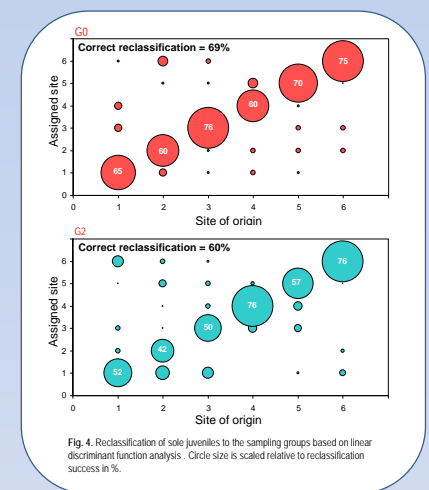 G0
Correct reclassification = 69%
Assigned site
6
5
4
3
2
1
0
75
70
60
76
60
65
0 1 2 3 4 5 6
Site of origin
G2
Correct reclassification = 60%
Assigned site
6
5
4
3
2
1
0
76
57
76
50
42
52
0 1 2 3 4 5 6
Site of origin
Fig. 4. Reclassification of sole juveniles to the sampling groups based on linear
discriminant function analysis . Circle size is scaled relative to reclassification
success in %.